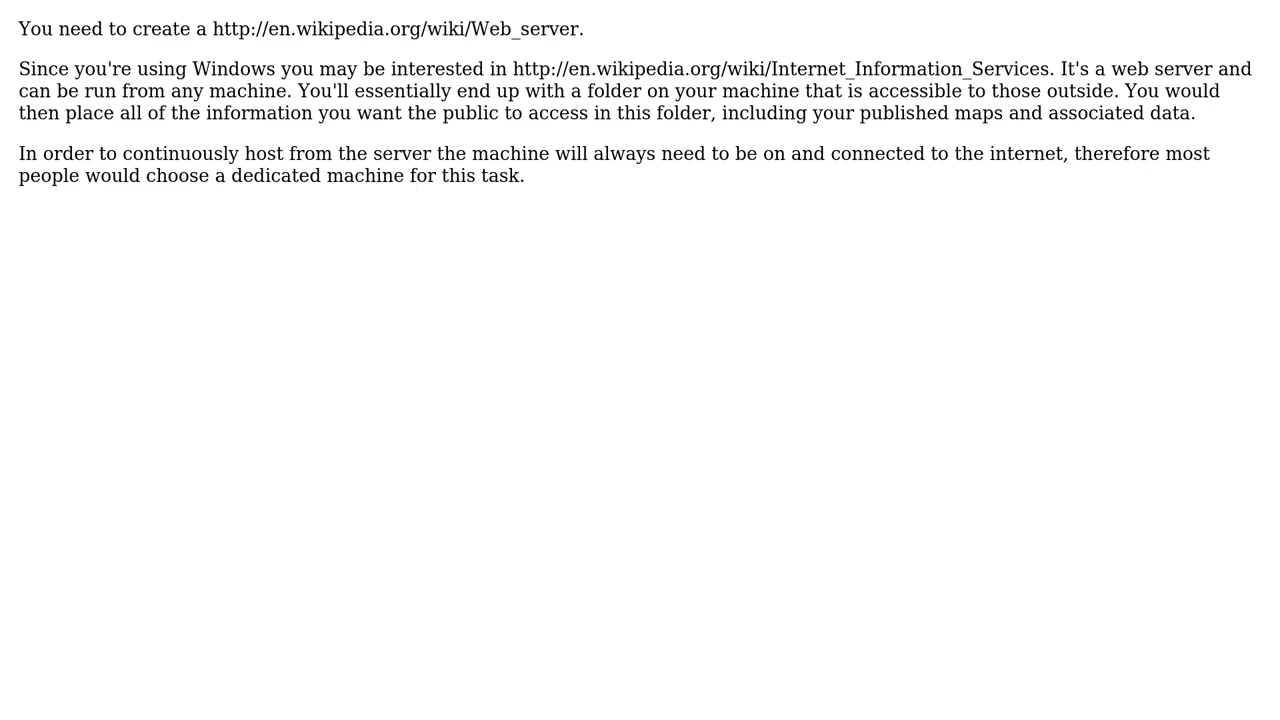 You need to create a http://en.wikipedia.org/wiki/Web_server.
Since you're using Windows you may be interested in http://en.wikipedia.org/wiki/Internet_Information_Services. It's a web server and
can be run from any machine. You'll essentially end up with a folder on your machine that is accessible to those outside. You would
then place all of the information you want the public to access in this folder, including your published maps and associated data.
In order to continuously host from the server the machine will always need to be on and connected to the internet, therefore most
people would choose a dedicated machine for this task.